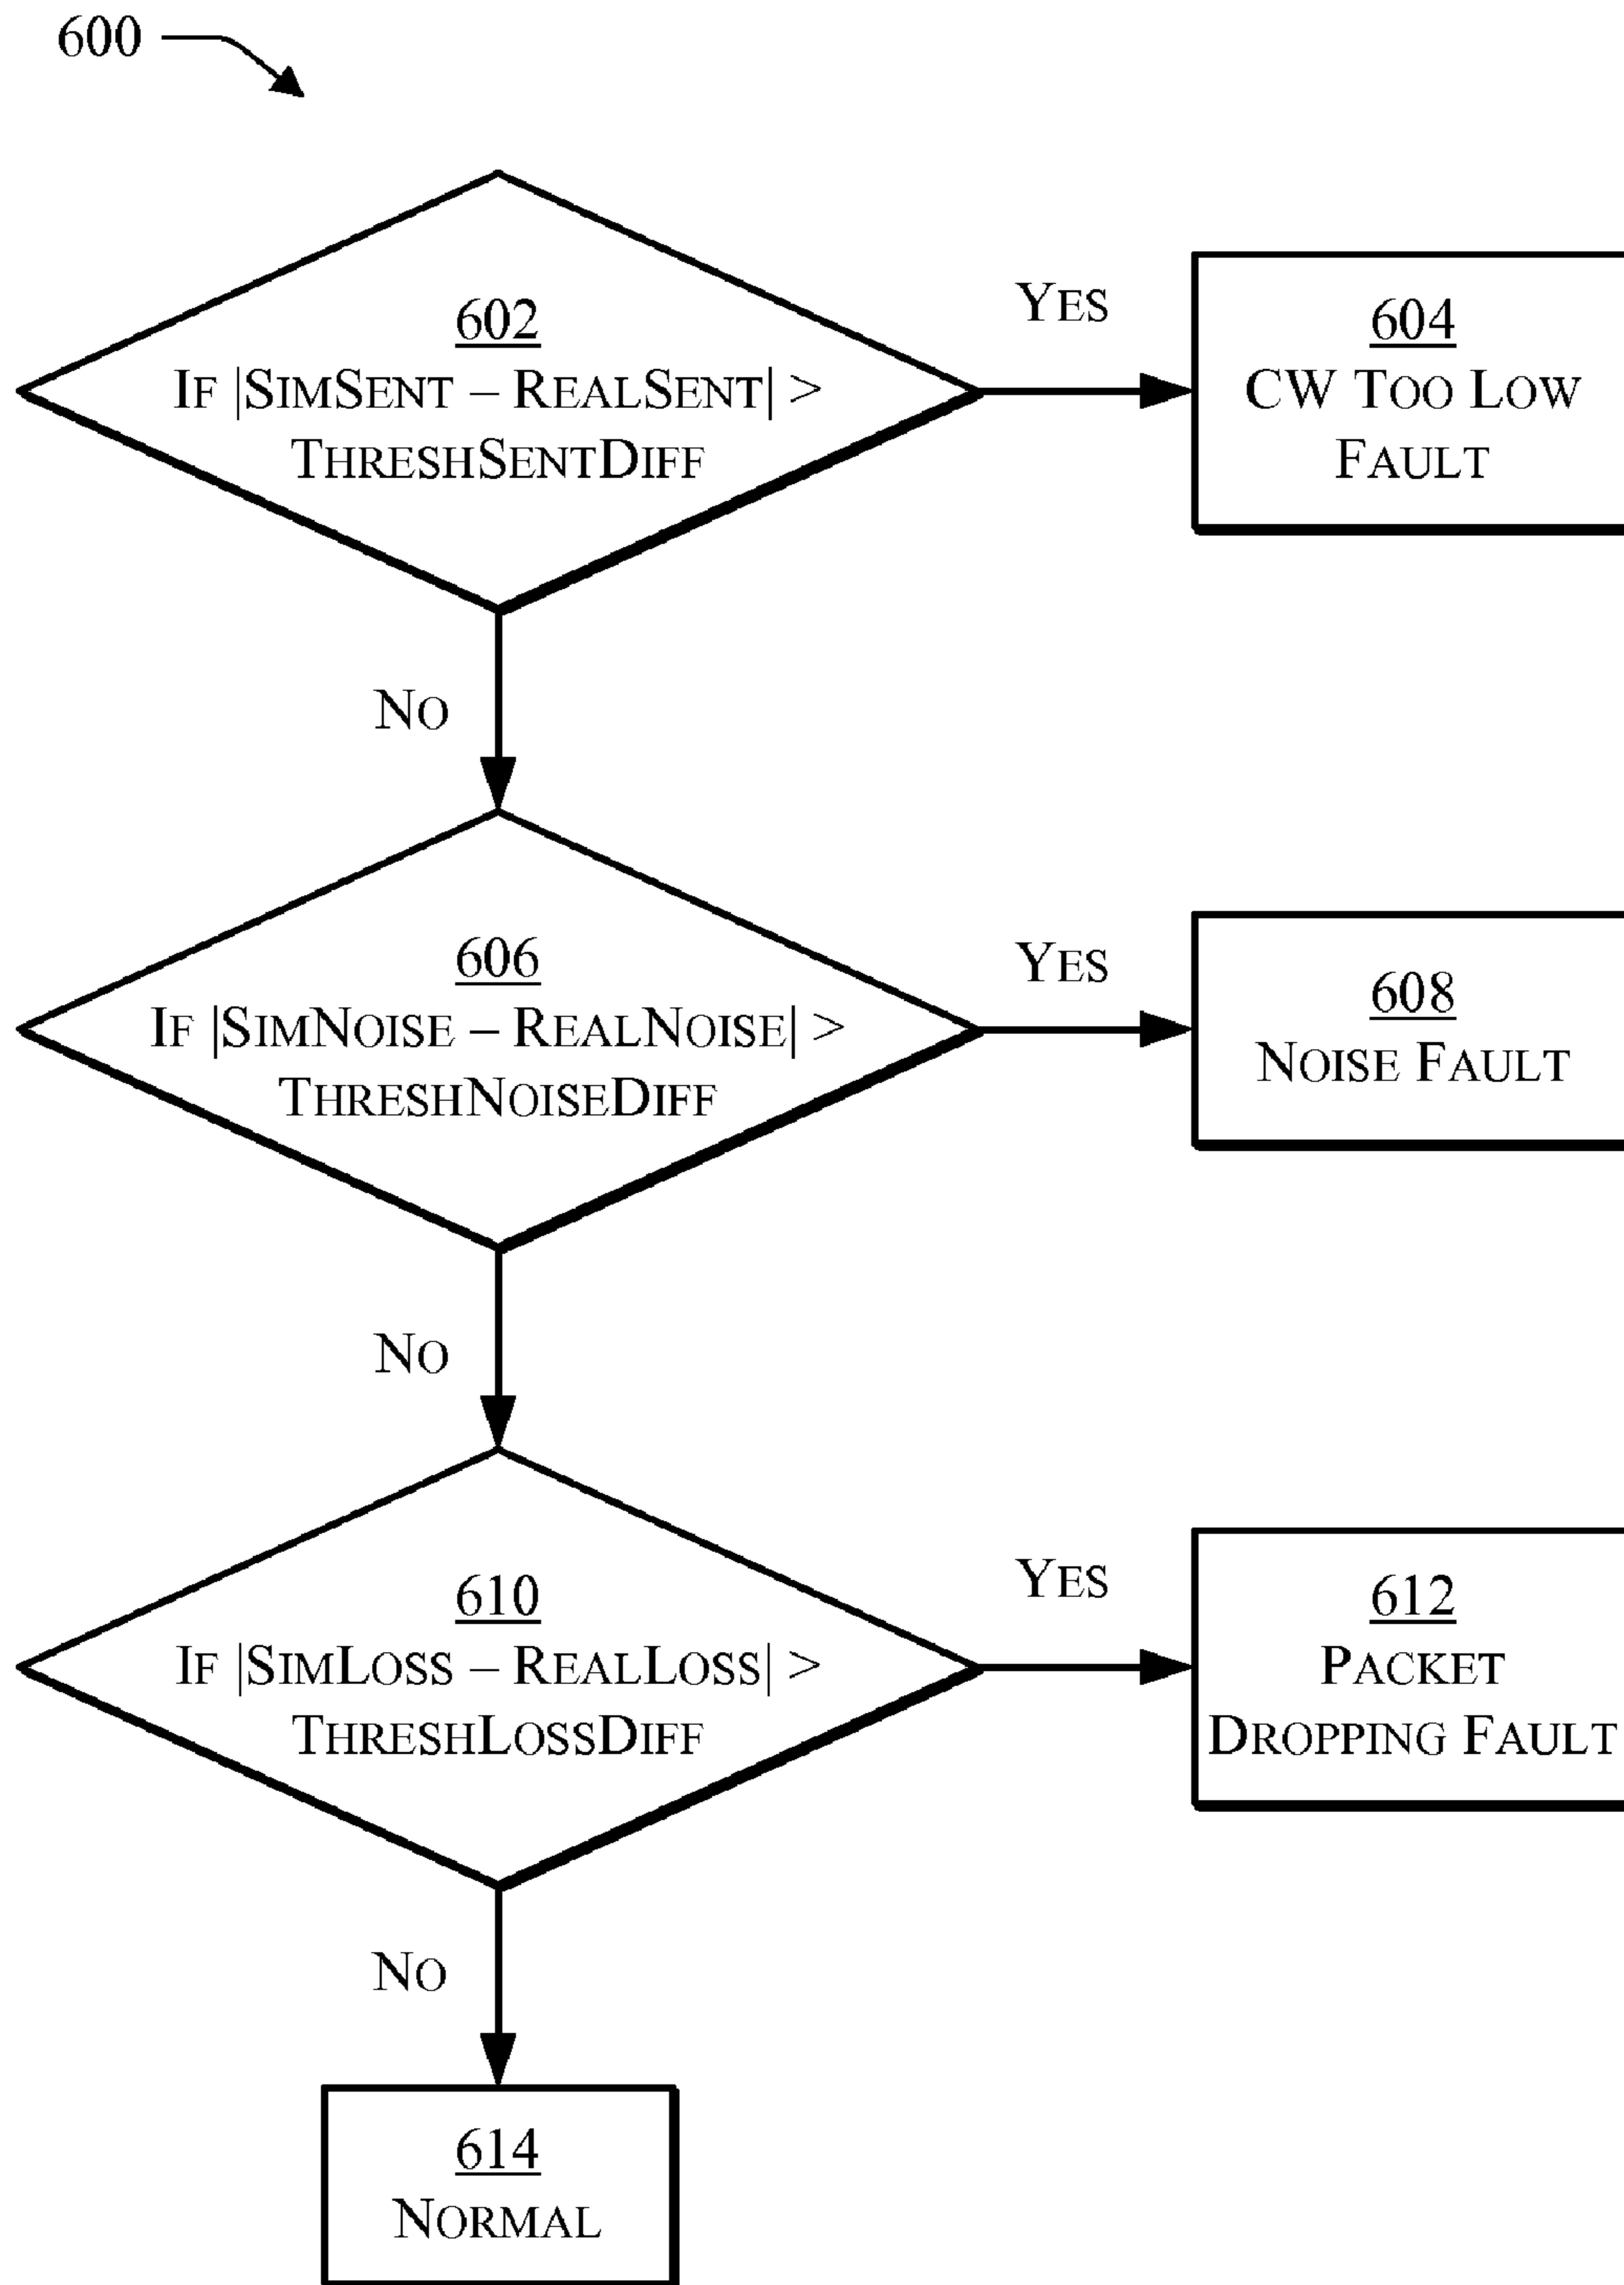 600
602
IF |SIMSENT – REALSENT| >
THRESHSENTDIFF
YES
604
CW TOO LOW
FAULT
NO
606
IF |SIMNOISE – REALNOISE| >
THRESHNOISEDIFF
YES
608
NOISE FAULT
NO
610
IF |SIMLOSS – REALLOSS| >
THRESHLOSSDIFF
YES
612
PACKET
DROPPING FAULT
NO
614
NORMAL